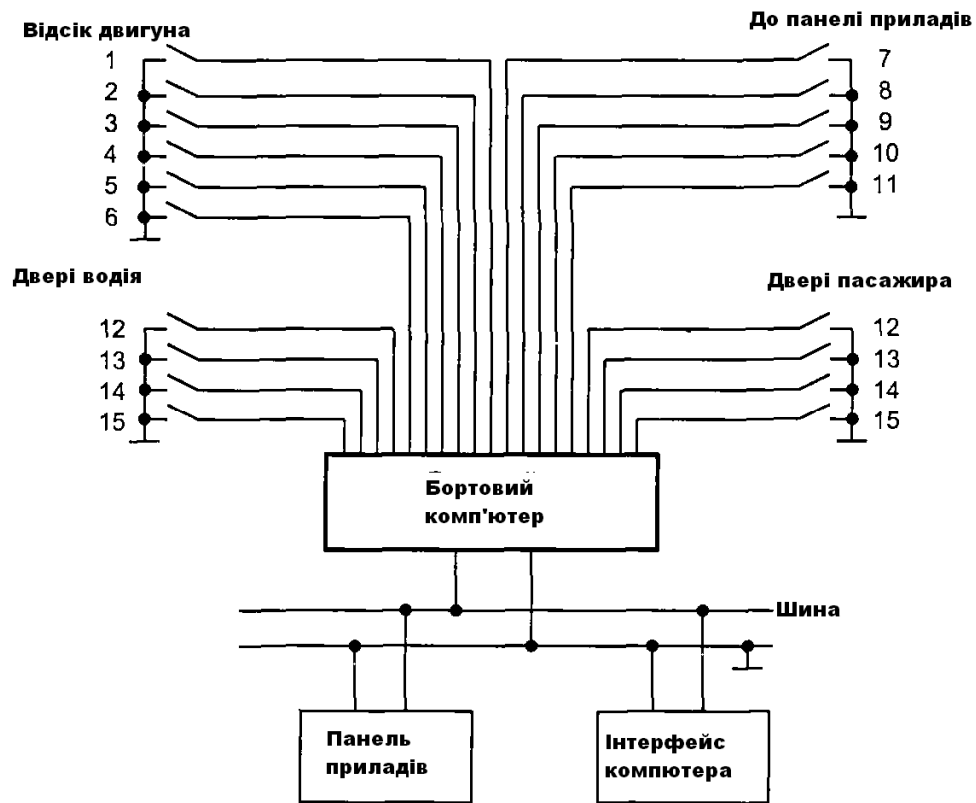 Відсік двигуна
До панелі приладів
1
2
3
4
5
6
7
8
9
10
11
Двері водія
Двері пасажира
12
13
14
15
12
13
14
15
Бортовий
комп'ютер
Шина
Панель
приладів
Інтерфейс
компютера